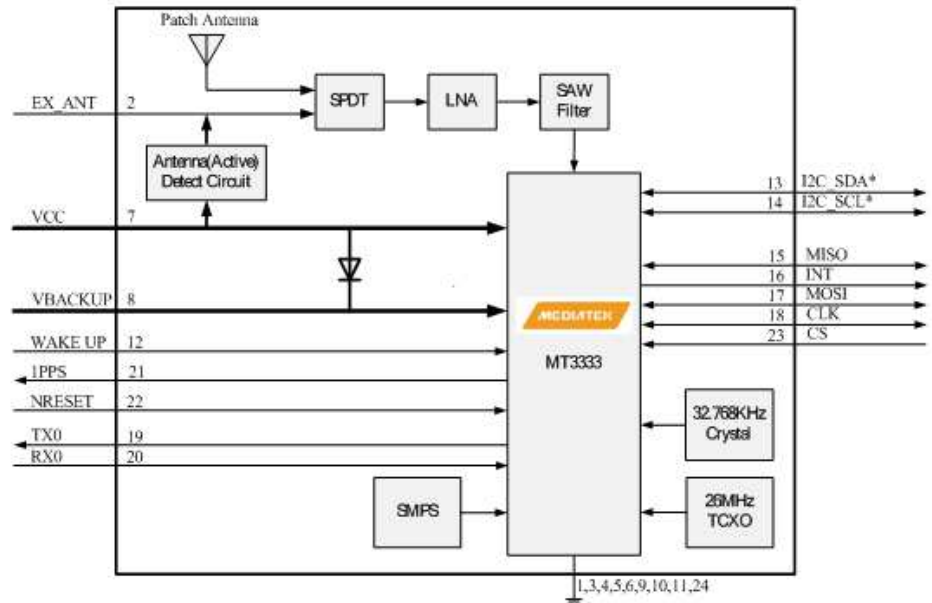 Patch Antenna
EX_ANT 2
SPDT
LNA
SAW
Filter
Antenna(Active)
Detect Circuit
VCC 7
VBACKUP 8
WAKE UP 12
1PPS 21
NRESET 22
TX0 19
RX0 20
SMPS
MEDIATEK
MT3333
13 I2C_SDA*
14 I2C_SCL*
15 MISO
16 INT
17 MOSI
18 CLK
23 CS
32.768KHz
Crystal
26MHz
TCXO
1,3,4,5,6,9,10,11,24